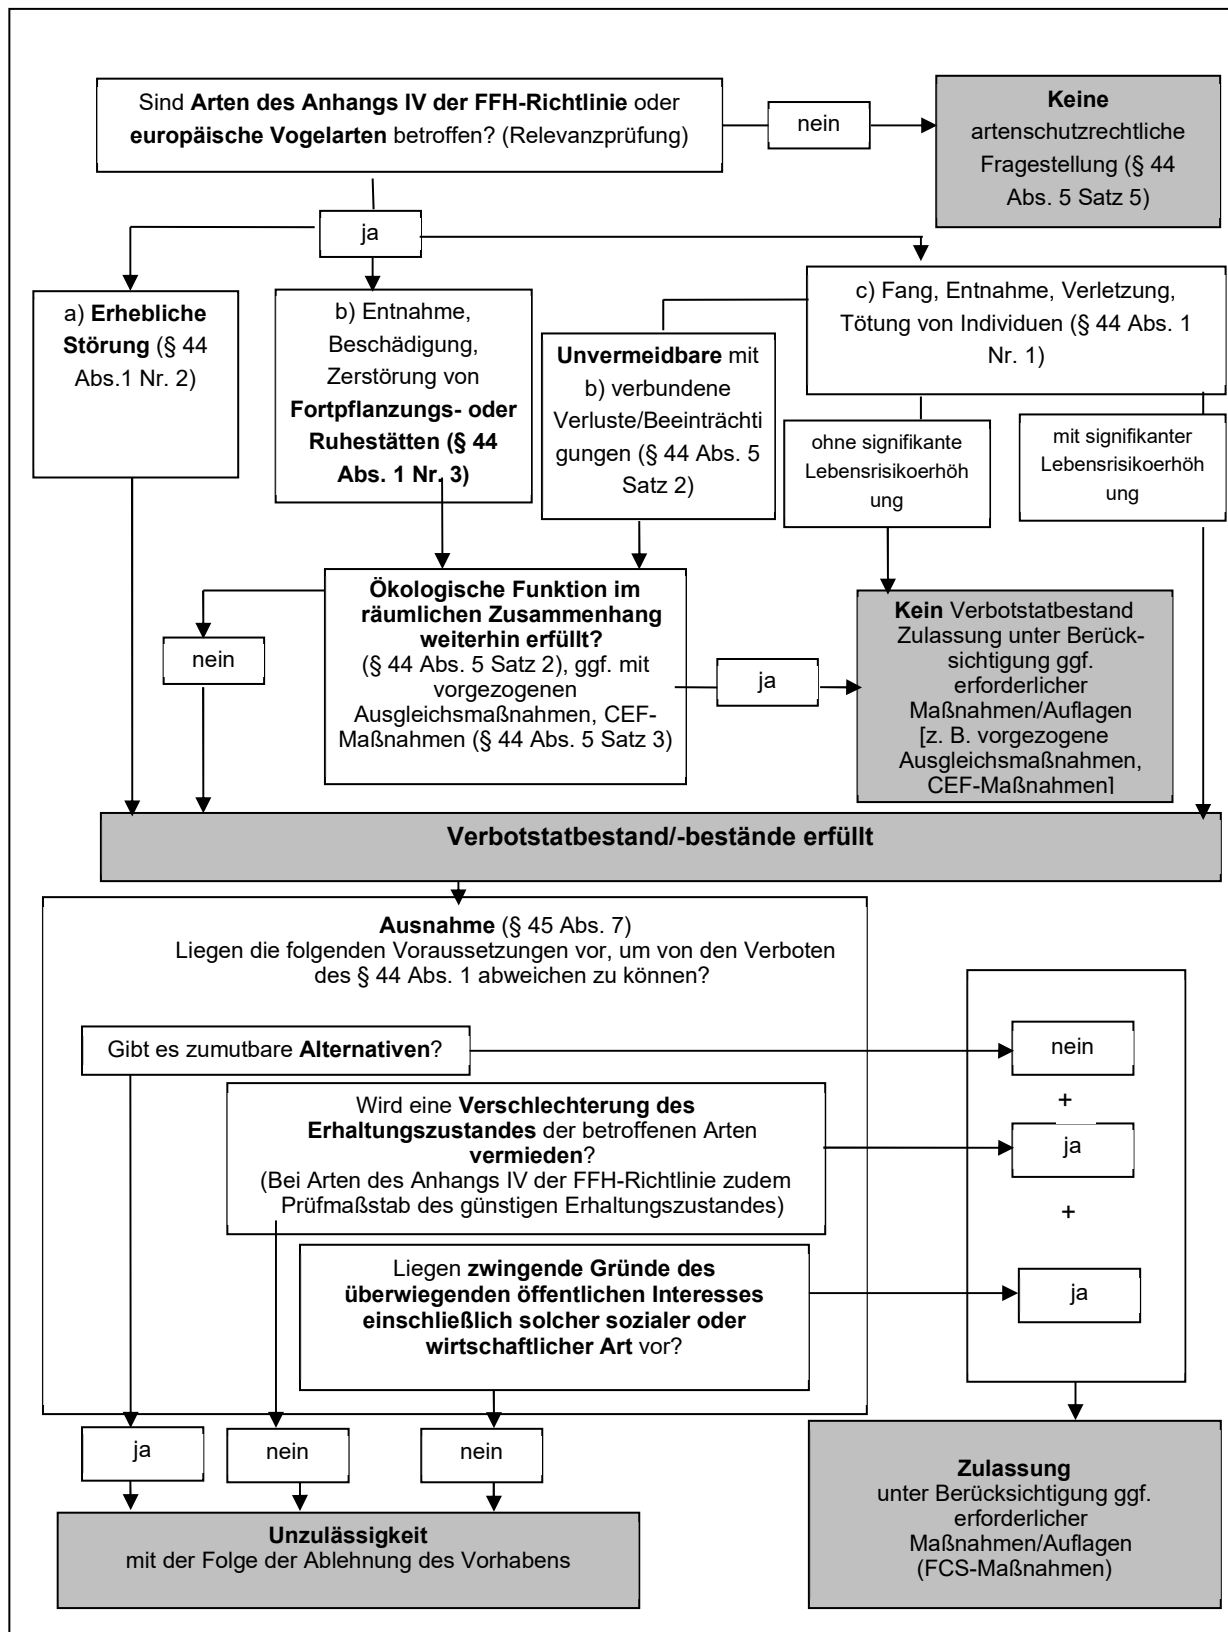 Sind Arten des Anhangs IV der FFH-Richtlinie oder
europäische Vogelarten betroffen? (Relevanzprüfung)
nein
Keine
artenschutzrechtliche
Fragestellung (§ 44
Abs. 5 Satz 5)
ja
a) Erhebliche
Störung (§ 44
Abs.1 Nr. 2)
b) Entnahme,
Beschädigung,
Zerstörung von
Fortpflanzungs- oder
Ruhestätten (§ 44
Abs. 1 Nr. 3)
Unvermeidbare mit
b) verbundene
Verluste/Beeinträchti
gungen (§ 44 Abs. 5
Satz 2)
c) Fang, Entnahme, Verletzung,
Tötung von Individuen (§ 44 Abs. 1
Nr. 1)
ohne signifikante
Lebensrisikoerhöh
ung
mit signifikanter
Lebensrisikoerhöh
ung
Ökologische Funktion im
räumlichen Zusammenhang
weiterhin erfüllt?
(§ 44 Abs. 5 Satz 2), ggf. mit
vorgezogenen
Ausgleichsmaßnahmen, CEF-
Maßnahmen (§ 44 Abs. 5 Satz 3)
nein
ja
Kein Verbotstatbestand
Zulassung unter Berück-
sichtigung ggf.
erforderlicher
Maßnahmen/Auflagen
[z. B. vorgezogene
Ausgleichsmaßnahmen,
CEF-Maßnahmen]
Verbotstatbestand/-bestände erfüllt
Ausnahme (§ 45 Abs. 7)
Liegen die folgenden Voraussetzungen vor, um von den Verboten
des § 44 Abs. 1 abweichen zu können?
Gibt es zumutbare Alternativen?
nein
+
Wird eine Verschlechterung des
Erhaltungszustandes der betroffenen Arten
vermieden?
(Bei Arten des Anhangs IV der FFH-Richtlinie zudem
Prüfmaßstab des günstigen Erhaltungszustandes)
ja
+
Liegen zwingende Gründe des
überwiegenden öffentlichen Interesses
einschließlich solcher sozialer oder
wirtschaftlicher Art vor?
ja
ja
nein
nein
Unzulässigkeit
mit der Folge der Ablehnung des Vorhabens
Zulassung
unter Berücksichtigung ggf.
erforderlicher
Maßnahmen/Auflagen
(FCS-Maßnahmen)